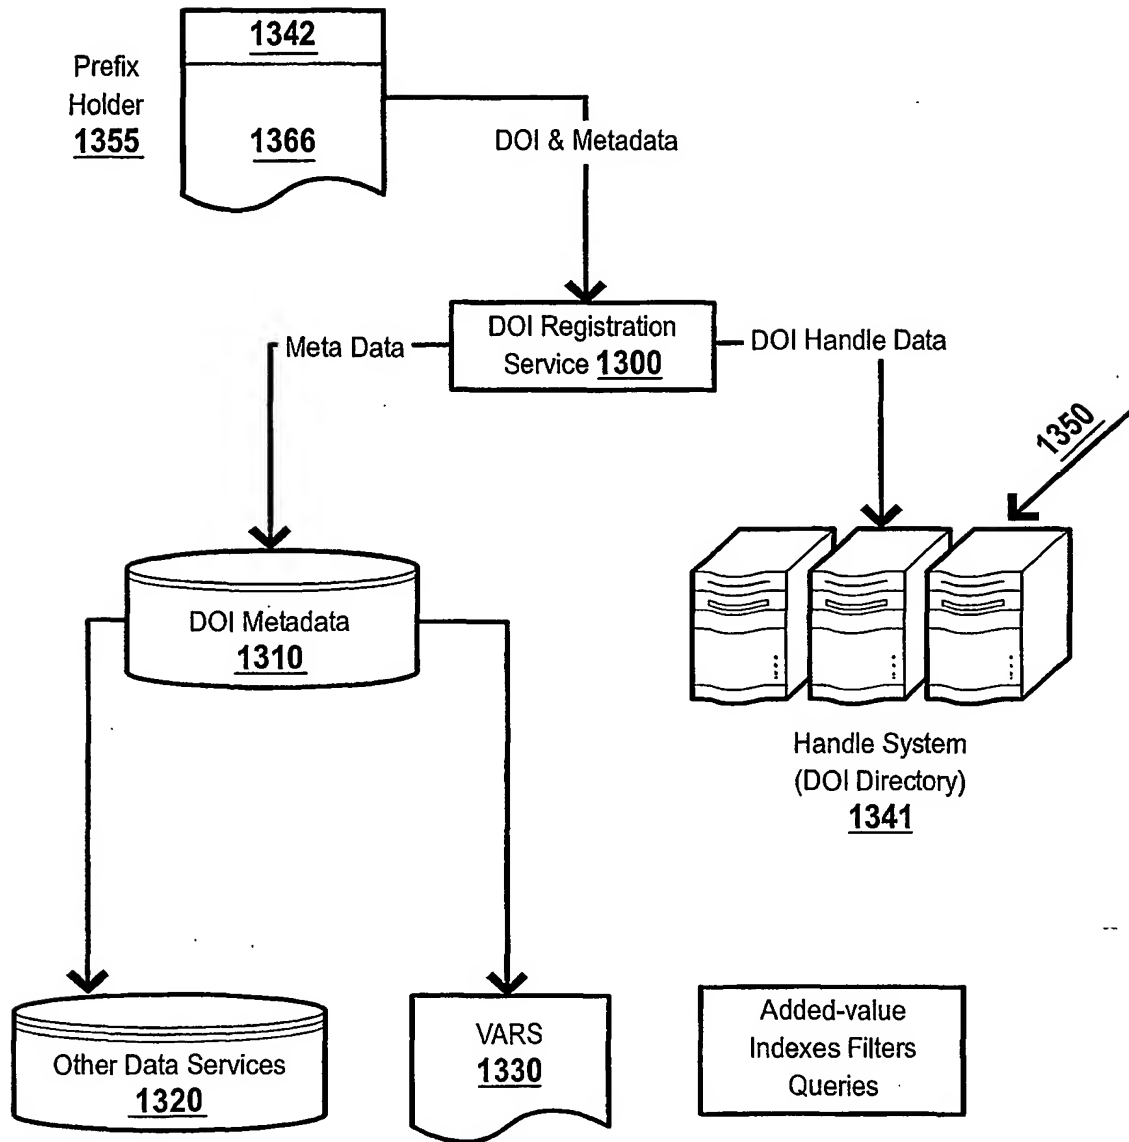 1342
Prefix
Holder
1355
1366
DOI & Metadata
DOI Registration
Service 1300
Meta Data
DOI Handle Data
1350
DOI Metadata
1310
Handle System
(DOI Directory)
1341
Other Data Services
1320
VARS
1330
Added-value
Indexes Filters
Queries